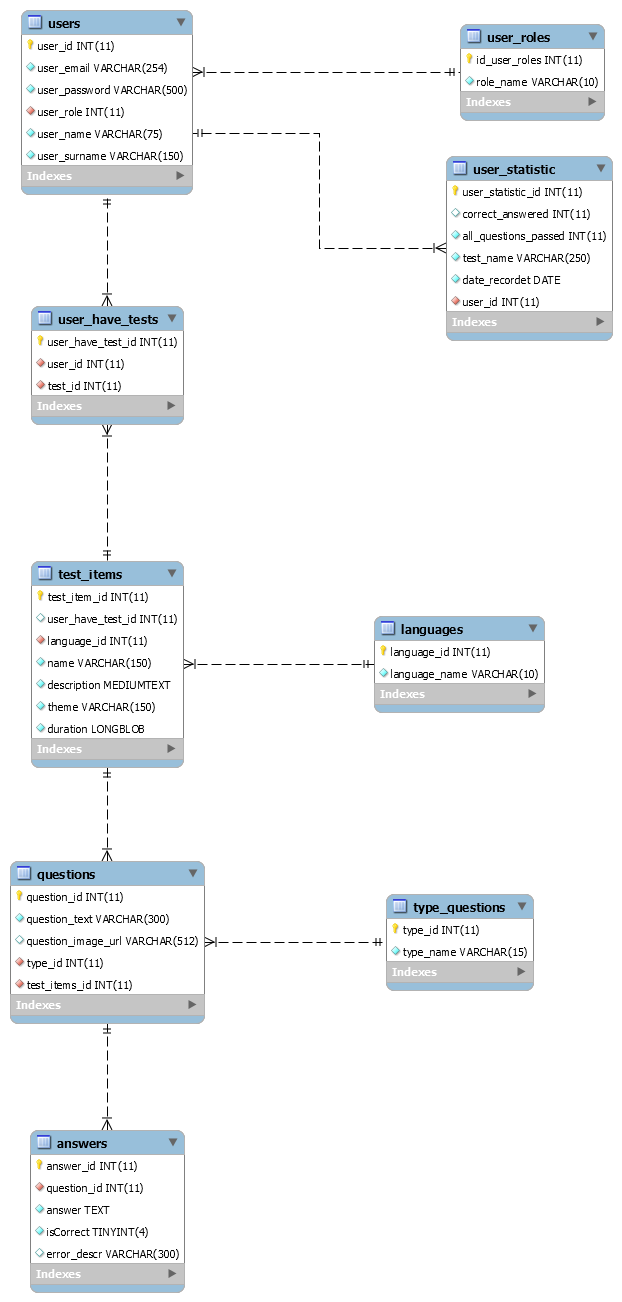 users
user_id INT(11)
user_email VARCHAR(254)
user_password VARCHAR(500)
user_role INT(11)
user_name VARCHAR(75)
user_surname VARCHAR(150)
Indexes
user_roles
id_user_roles INT(11)
role_name VARCHAR(10)
Indexes
user_statistic
user_statistic_id INT(11)
correct_answered INT(11)
all_questions_passed INT(11)
test_name VARCHAR(250)
date_recordet DATE
user_id INT(11)
Indexes
user_have_tests
user_have_test_id INT(11)
user_id INT(11)
test_id INT(11)
Indexes
test_items
test_item_id INT(11)
user_have_test_id INT(11)
language_id INT(11)
name VARCHAR(150)
description MEDIUMTEXT
theme VARCHAR(150)
duration LONGBLOB
Indexes
languages
language_id INT(11)
language_name VARCHAR(10)
Indexes
questions
question_id INT(11)
question_text VARCHAR(300)
question_image_url VARCHAR(512)
type_id INT(11)
test_items_id INT(11)
Indexes
type_questions
type_id INT(11)
type_name VARCHAR(15)
Indexes
answers
answer_id INT(11)
question_id INT(11)
answer TEXT
isCorrect TINYINT(4)
error_descr VARCHAR(300)
Indexes